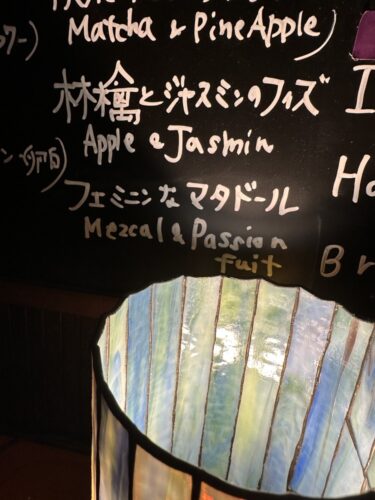 Matcha & PineApple)
林檎とジャスミンのフィズ
Apple & Jasmin
フェミニンなマタドール
Mezcal & Passion
fuit